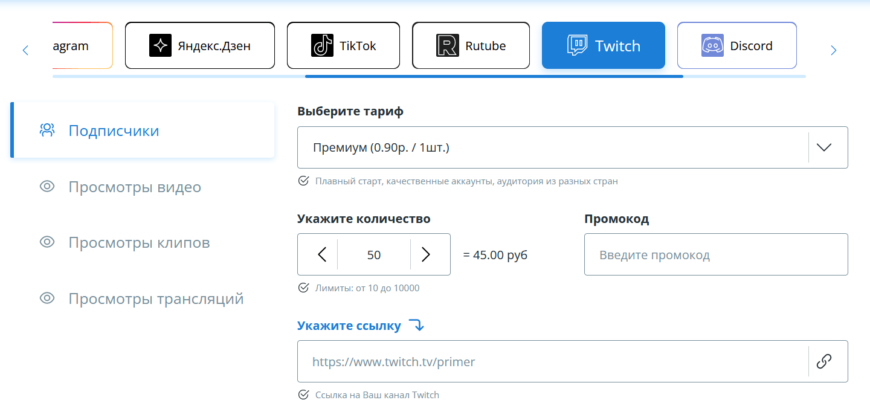 agram
Яндекс.Дзен
TikTok
Rutube
Twitch
Discord
Подписчики
Просмотры видео
Просмотры клипов
Просмотры трансляций
Выберите тариф
Премиум (0.90р. / 1шт.)
Плавный старт, качественные аккаунты, аудитория из разных стран
Укажите количество
50
= 45.00 руб
Лимиты: от 10 до 10000
Промокод
Введите промокод
Укажите ссылку
https://www.twitch.tv/primer
Ссылка на Ваш канал Twitch